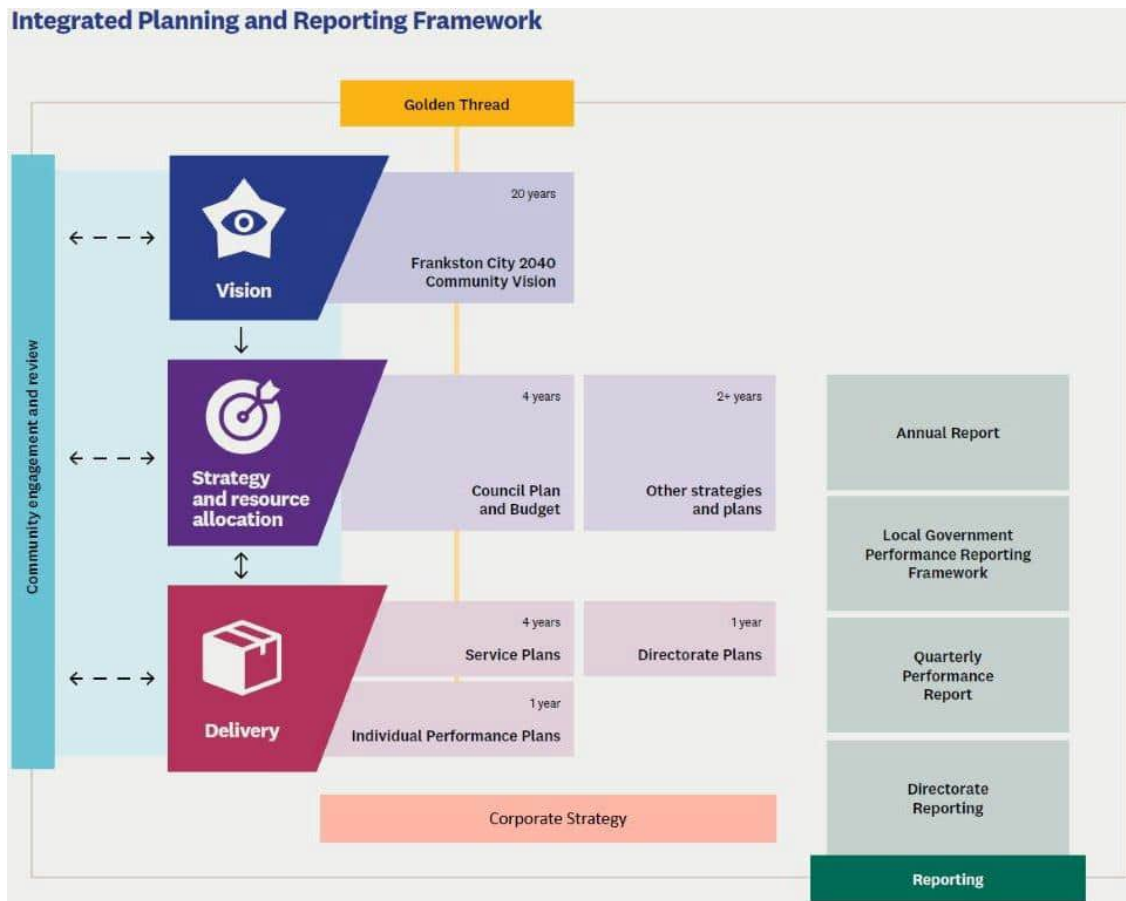 Integrated Planning and Reporting Framework
Golden Thread
Community engagement and review
Vision
20 years
Frankston City 2040
Community Vision
Strategy
and resource
allocation
4 years
Council Plan
and Budget
2+ years
Other strategies
and plans
Delivery
4 years
Service Plans
1 year
Directorate Plans
1 year
Individual Performance Plans
Corporate Strategy
Annual Report
Local Government
Performance Reporting
Framework
Quarterly
Performance
Report
Directorate
Reporting
Reporting